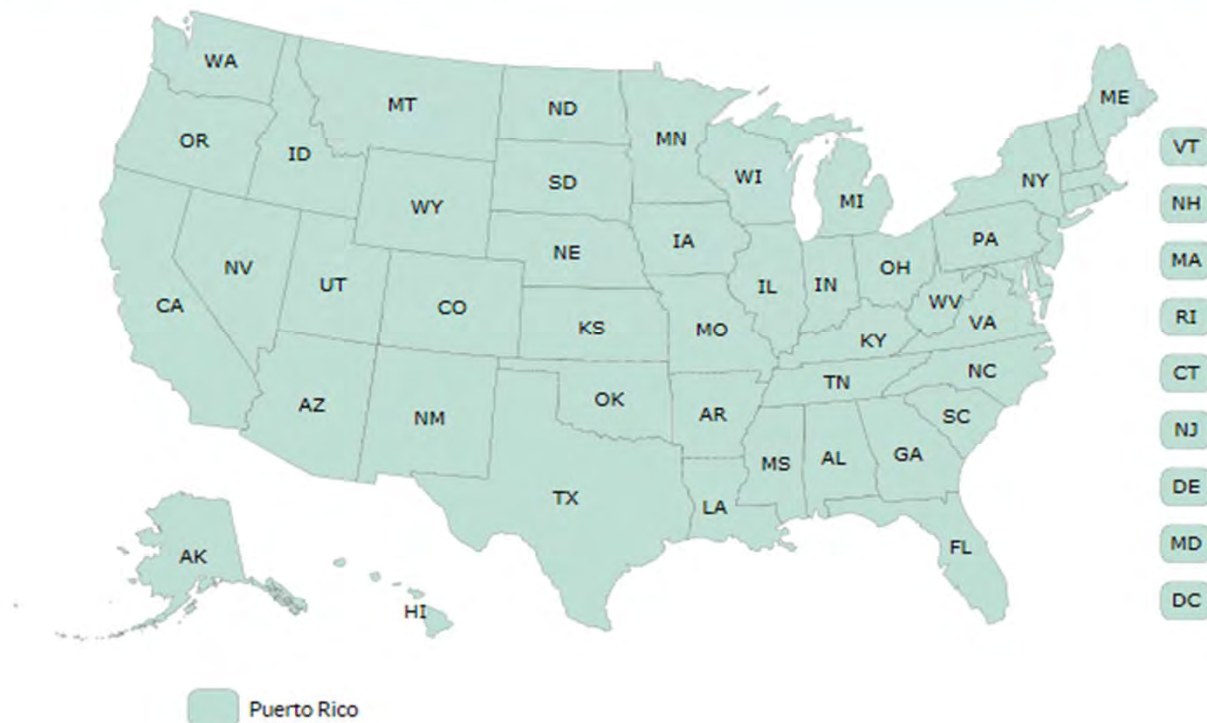 WA
MT
ND
MN
ME
OR
ID
SD
WI
MI
NY
VT
WY
NH
NV
NE
IA
PA
MA
CA
UT
CO
KS
MO
IL
IN
OH
WV
VA
RI
KY
AZ
NM
OK
AR
TN
NC
CT
SC
MS
AL
GA
NJ
TX
LA
DE
AK
FL
MD
HI
DC
Puerto Rico